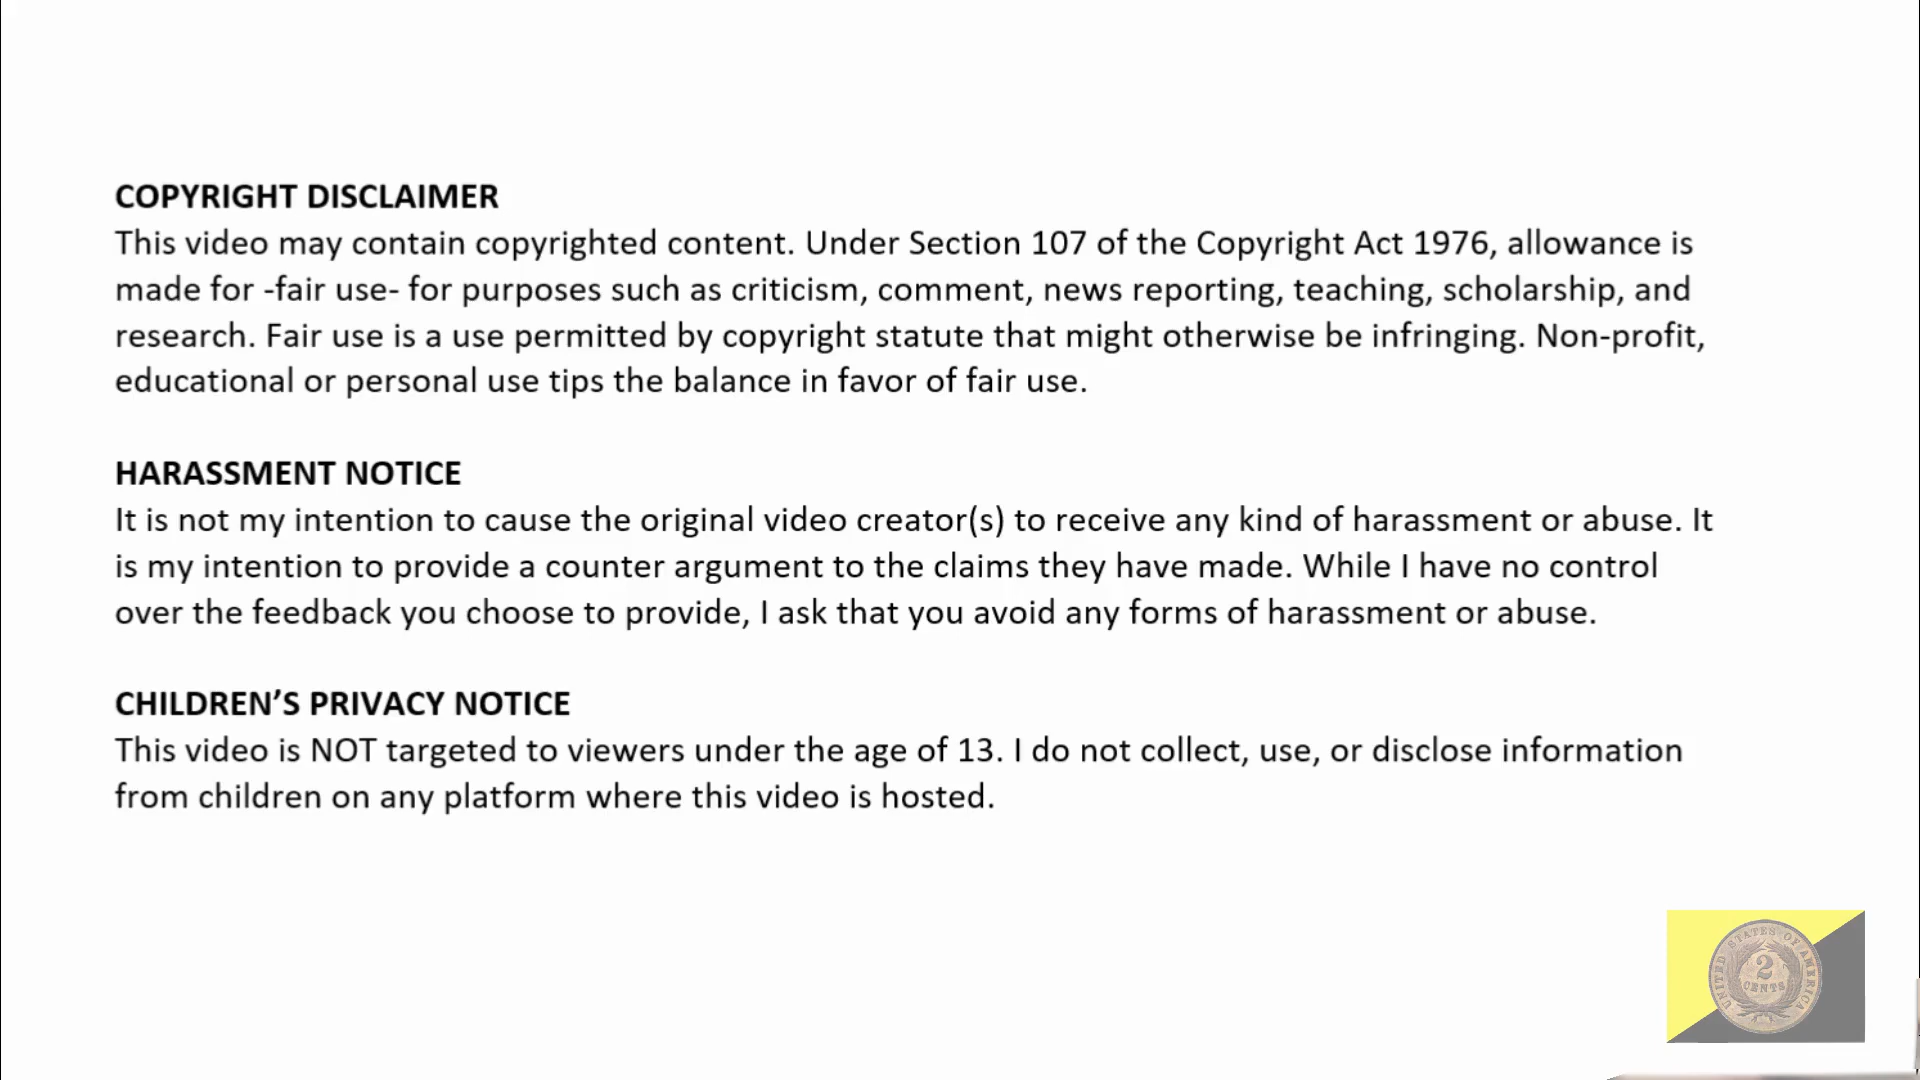 COPYRIGHT DISCLAIMER
This video may contain copyrighted content. Under Section 107 of the Copyright Act 1976, allowance is
made for -fair use- for purposes such as criticism, comment, news reporting, teaching, scholarship, and
research. Fair use is a use permitted by copyright statute that might otherwise be infringing. Non-profit,
educational or personal use tips the balance in favor of fair use.
HARASSMENT NOTICE
It is not my intention to cause the original video creator(s) to receive any kind of harassment or abuse. It
is my intention to provide a counter argument to the claims they have made. While I have no control
over the feedback you choose to provide, I ask that you avoid any forms of harassment or abuse.
CHILDREN’S PRIVACY NOTICE
This video is NOT targeted to viewers under the age of 13. I do not collect, use, or disclose information
from children on any platform where this video is hosted.
UNITED STATES OF AMERICA
2
CENTS